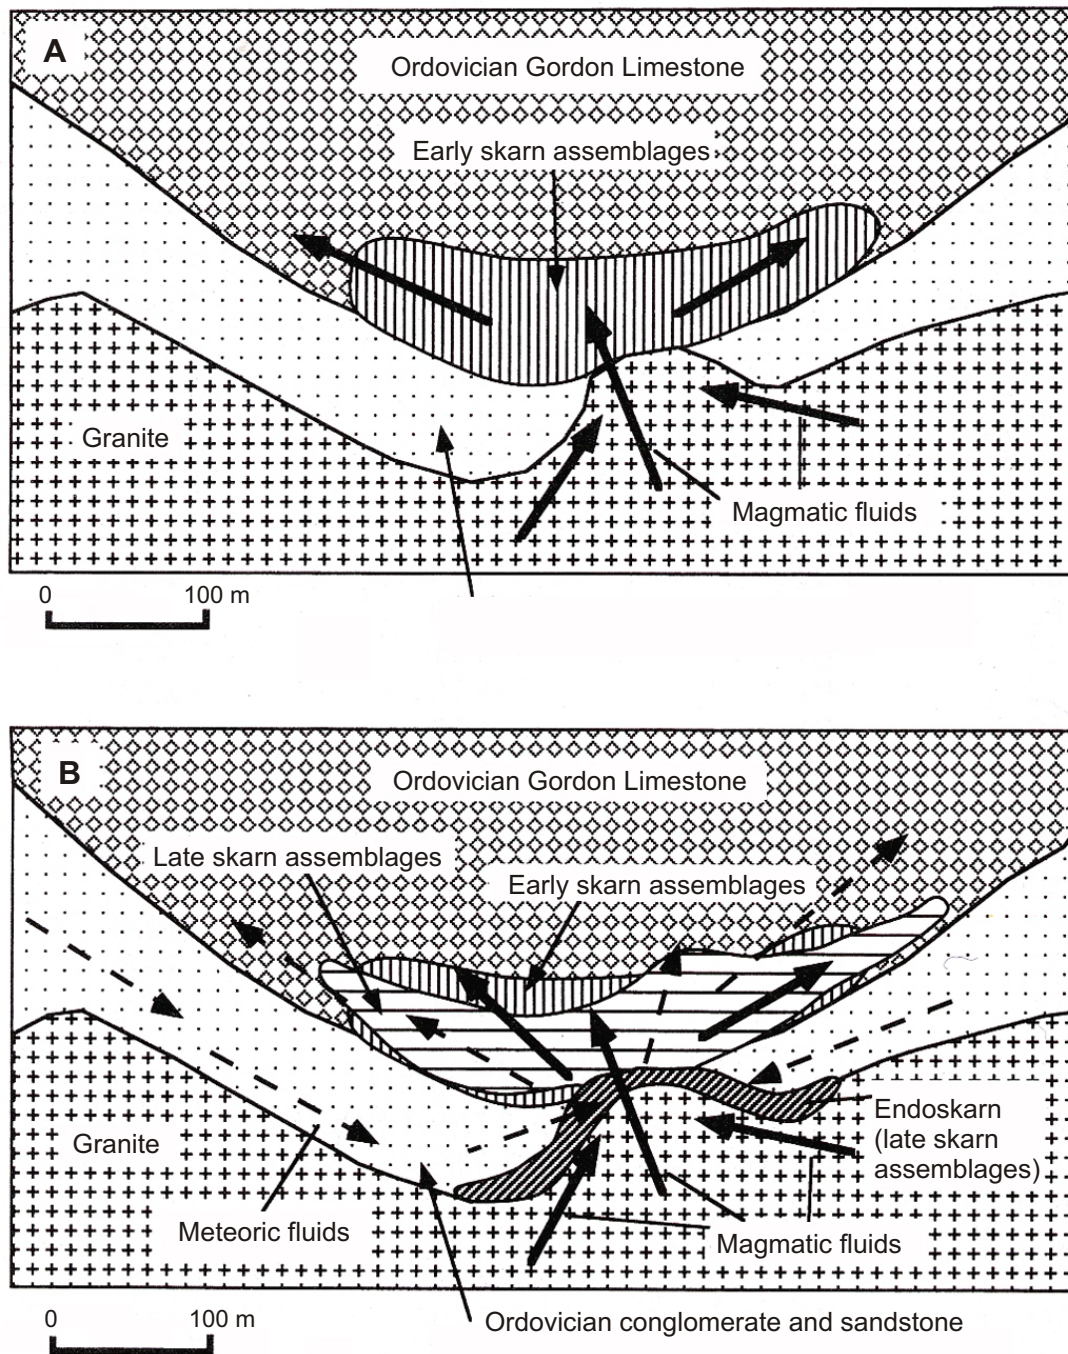 A
Ordovician Gordon Limestone
Early skarn assemblages
Granite
Magmatic fluids
0 100 m
B
Ordovician Gordon Limestone
Late skarn assemblages
Early skarn assemblages
Endoskarn
(late skarn
assemblages)
Granite
Meteoric fluids
Magmatic fluids
0 100 m
Ordovician conglomerate and sandstone